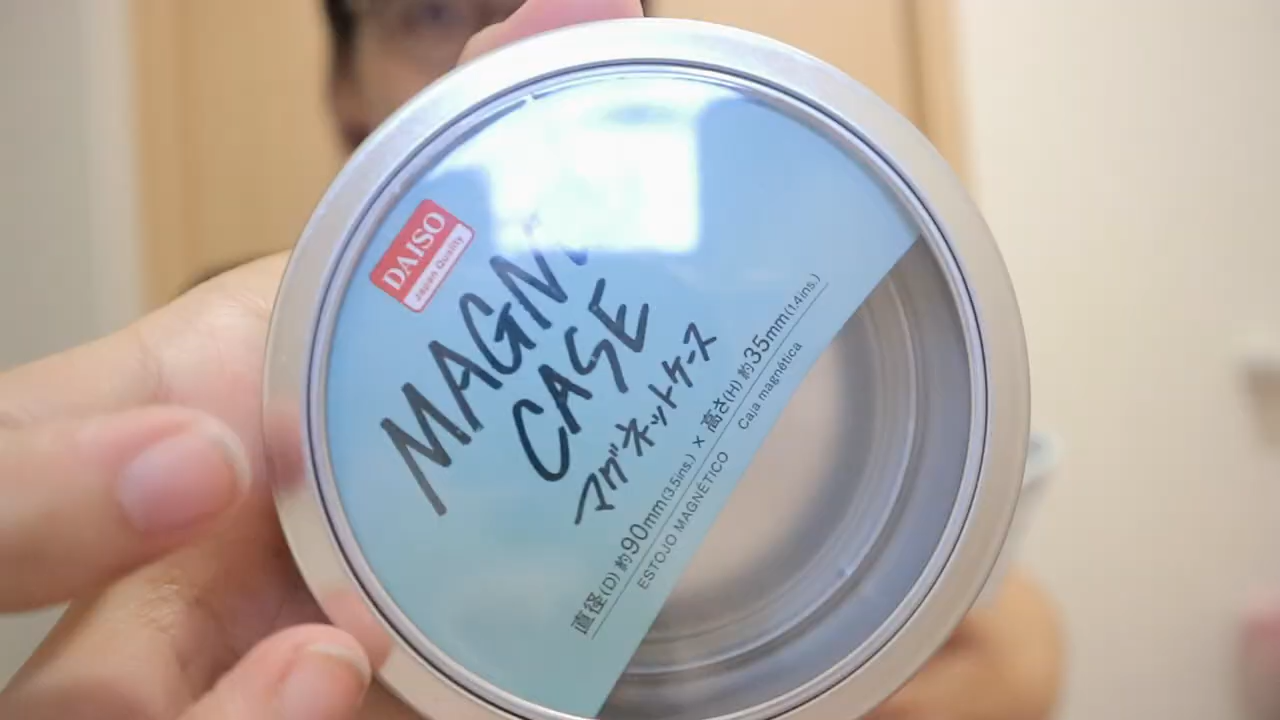 DAISO
Japan Quality
CASE
マグネットケース
直径(D) 約90mm(3.5ins.) × 高さ(H) 約35mm(1.4ins.)
ESTOJO MAGNÉTICO Caja magnética